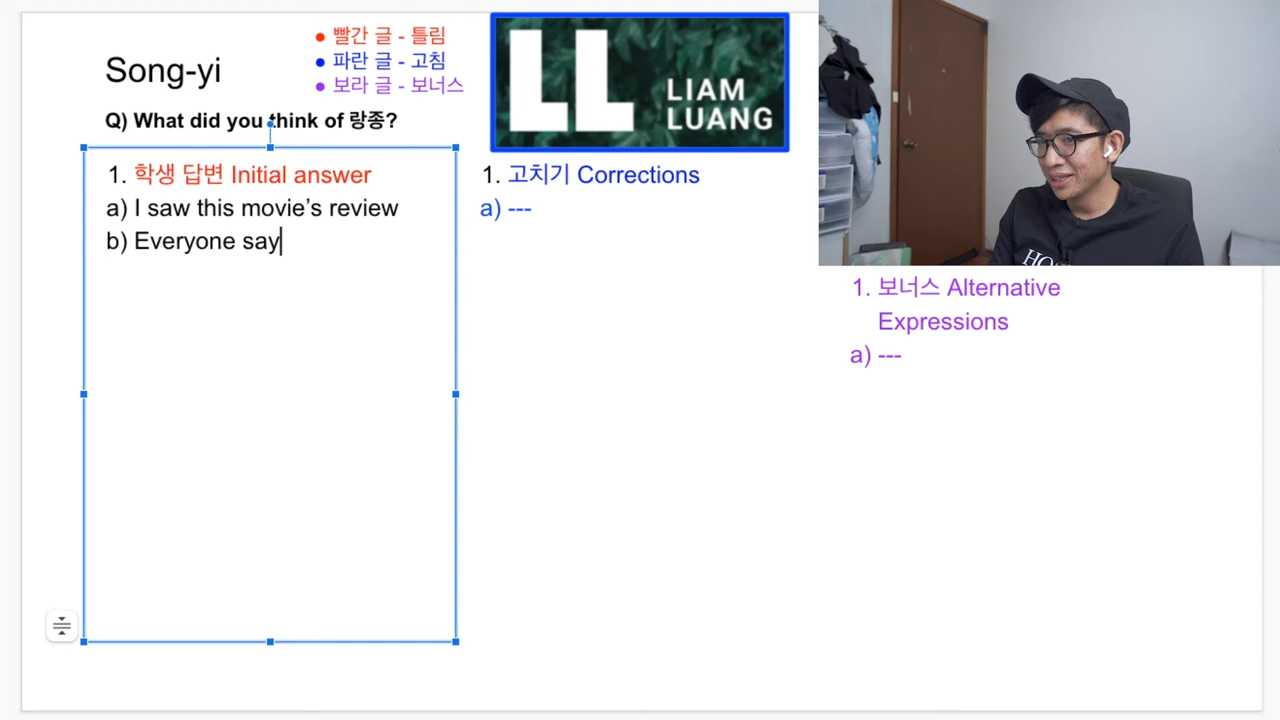 Song-yi
빨간 글 - 틀림
파란 글 - 고침
보라 글 - 보너스
Q) What did you think of 랑종?
LL LIAM
LUANG
1. 학생 답변 Initial answer
a) I saw this movie’s review
b) Everyone say
1. 고치기 Corrections
a) ---
1. 보너스 Alternative
Expressions
a) ---